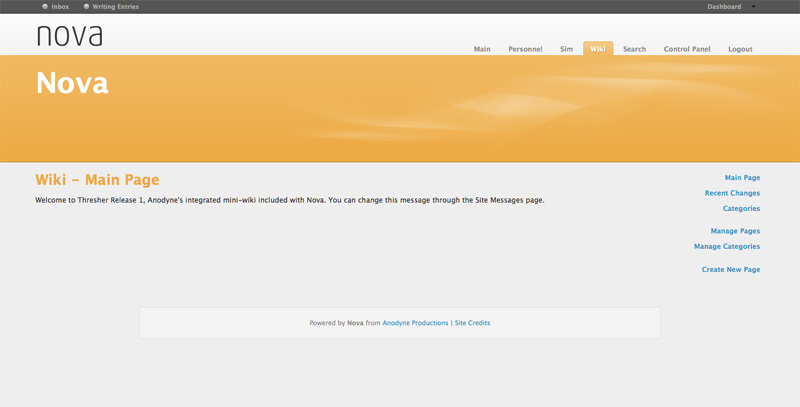 Inbox Writing Entries Dashboard
nova
Main Personnel Sim Wiki Search Control Panel Logout
Nova
Wiki - Main Page
Welcome to Thresher Release 1, Anodyne's integrated mini-wiki included with Nova. You can change this message through the Site Messages page.
Main Page
Recent Changes
Categories
Manage Pages
Manage Categories
Create New Page
Powered by Nova from Anodyne Productions | Site Credits